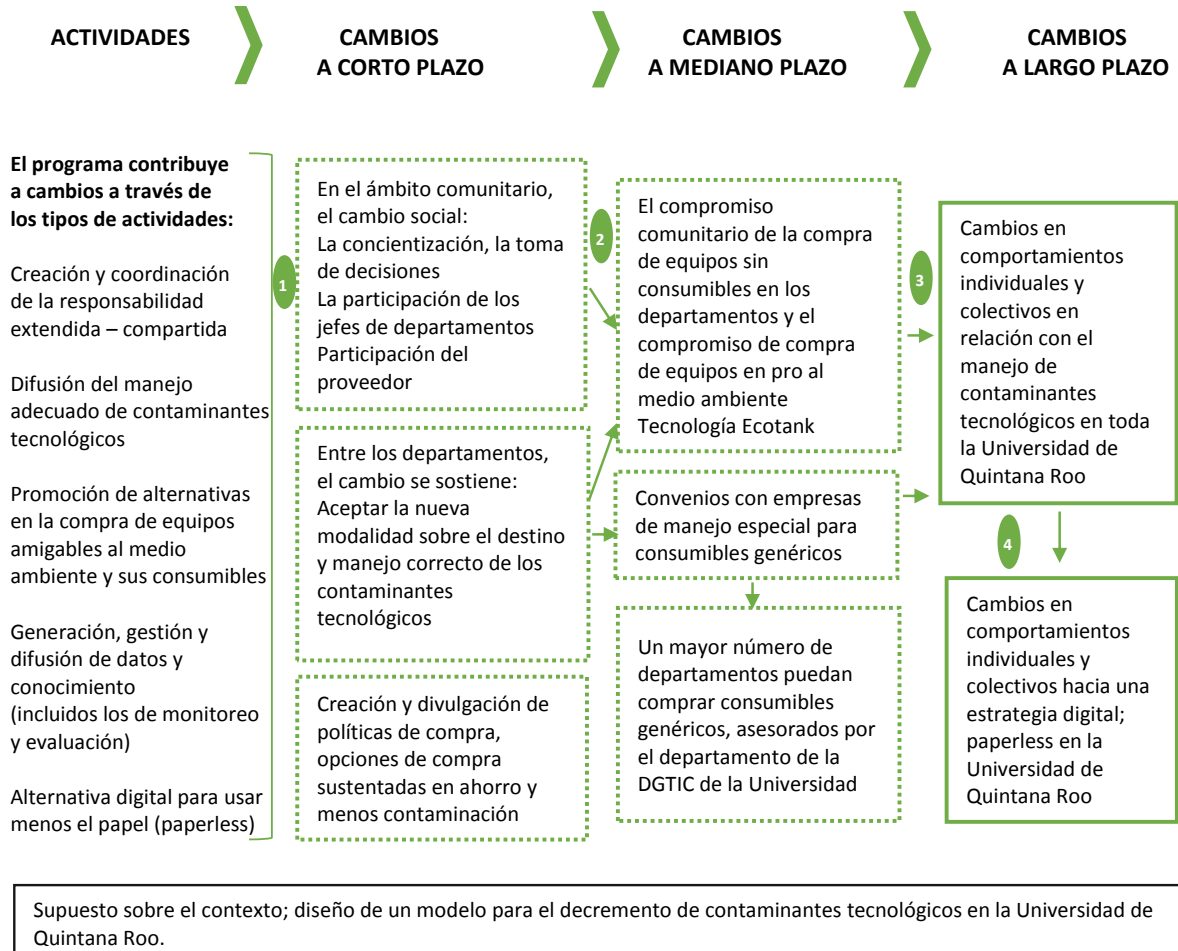 ACTIVIDADES
CAMBIOS
A CORTO PLAZO
CAMBIOS
A MEDIANO PLAZO
CAMBIOS
A LARGO PLAZO
El programa contribuye
a cambios a través de
los tipos de actividades:
Creación y coordinación
de la responsabilidad
extendida – compartida
Difusión del manejo
adecuado de contaminantes
tecnológicos
Promoción de alternativas
en la compra de equipos
amigables al medio
ambiente y sus consumibles
Generación, gestión y
difusión de datos y
conocimiento
(incluidos los de monitoreo
y evaluación)
Alternativa digital para usar
menos el papel (paperless)
1
En el ámbito comunitario,
el cambio social:
La concientización, la toma
de decisiones
La participación de los
jefes de departamentos
Participación del
proveedor
Entre los departamentos,
el cambio se sostiene:
Aceptar la nueva
modalidad sobre el destino
y manejo correcto de los
contaminantes
tecnológicos
Creación y divulgación de
políticas de compra,
opciones de compra
sustentadas en ahorro y
menos contaminación
2
El compromiso
comunitario de la compra
de equipos sin
consumibles en los
departamentos y el
compromiso de compra
de equipos en pro al
medio ambiente
Tecnología Ecotank
Convenios con empresas
de manejo especial para
consumibles genéricos
Un mayor número de
departamentos puedan
comprar consumibles
genéricos, asesorados por
el departamento de la
DGTIC de la Universidad
3
Cambios en
comportamientos
individuales y
colectivos en
relación con el
manejo de
contaminantes
tecnológicos en toda
la Universidad de
Quintana Roo
4
Cambios en
comportamientos
individuales y
colectivos hacia una
estrategia digital;
paperless en la
Universidad de
Quintana Roo
Supuesto sobre el contexto; diseño de un modelo para el decremento de contaminantes tecnológicos en la Universidad de
Quintana Roo.